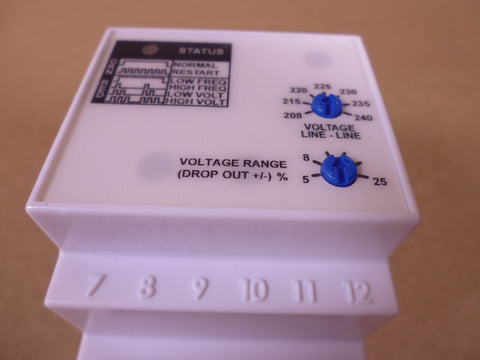 STATUS
NORMAL
RESTART
LOW FREQ
HIGH FREQ
LOW VOLT
HIGH VOLT
225
220 230
215 235
208 240
VOLTAGE
LINE - LINE
VOLTAGE RANGE 8
(DROP OUT +/-) % 5 25
7 8 9 10 11 12